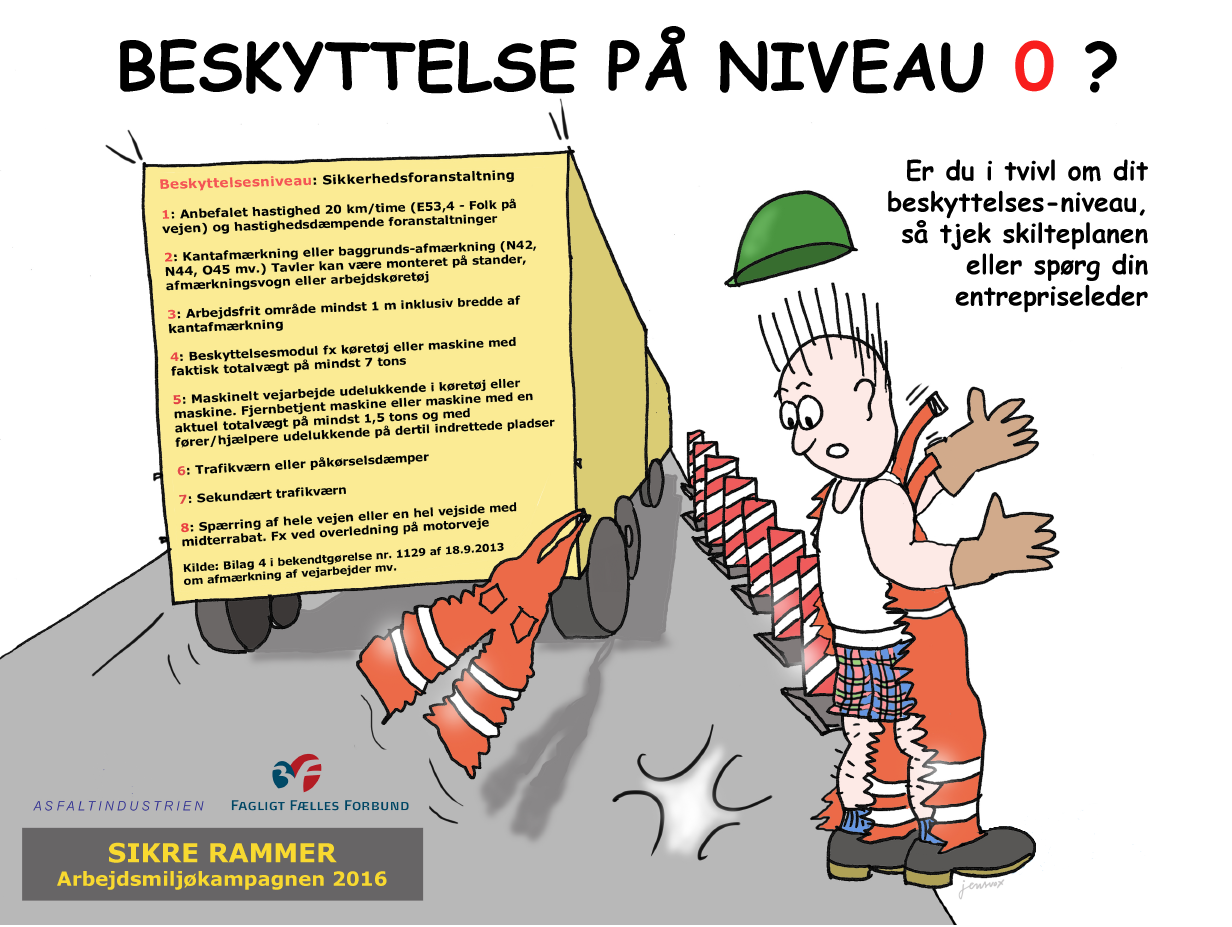 BESKYTTELSE PÅ NIVEAU 0 ?
Er du i tvivl om dit
beskyttelses-niveau,
så tjek skilteplanen
eller spørg din
entrepriseleder
Beskyttelsesniveau: Sikkerhedsforanstaltning
1: Anbefalet hastighed 20 km/time (E53,4 - Folk på
vejen) og hastighedsdæmpende foranstaltninger
2: Kantafmærkning eller baggrunds-afmærkning (N42,
N44, O45 mv.) Tavler kan være monteret på stander,
afmærkningsvogn eller arbejdskøretøj
3: Arbejdsfrit område mindst 1 m inklusiv bredde af
kantafmærkning
4: Beskyttelsesmodul fx køretøj eller maskine med
faktisk totalvægt på mindst 7 tons
5: Maskinelt vejarbejde udelukkende i køretøj eller
maskine. Fjernbetjent maskine eller maskine med en
aktuel totalvægt på mindst 1,5 tons og med
fører/hjælpere udelukkende på dertil indrettede pladser
6: Trafikværn eller påkørselsdæmper
7: Sekundært trafikværn
8: Spærring af hele vejen eller en hel vejside med
midterrabat. Fx ved overledning på motorveje
Kilde: Bilag 4 i bekendtgørelse nr. 1129 af 18.9.2013
om afmærkning af vejarbejder mv.
ASFALTINDUSTRIEN
3F
FAGLIGT FÆLLES FORBUND
SIKRE RAMMER
Arbejdsmiljøkampagnen 2016